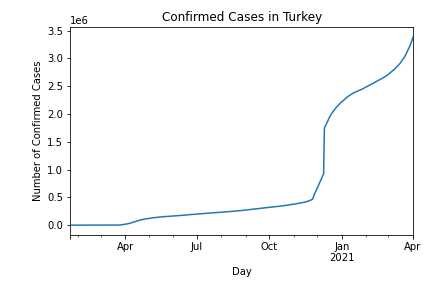 Confirmed Cases in Turkey
1e6
3.5
3.0
2.5
2.0
1.5
1.0
0.5
0.0
Number of Confirmed Cases
Apr Jul Oct Jan Apr
2021
Day